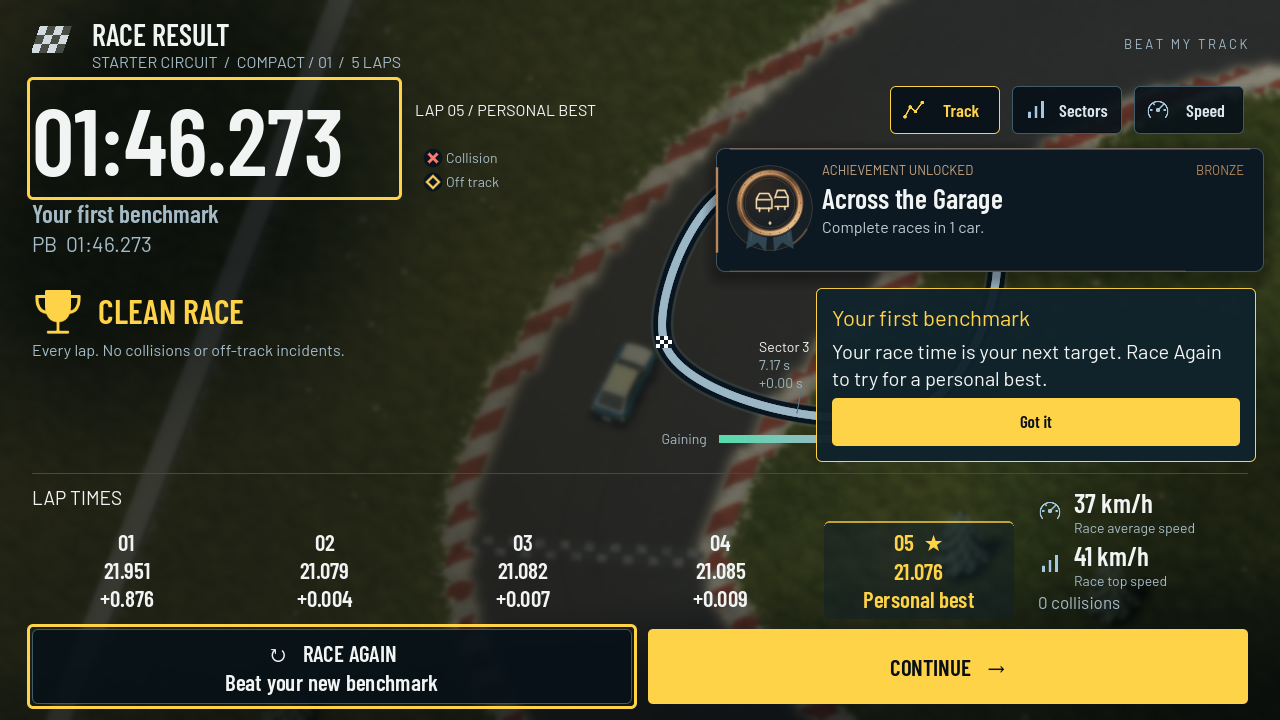 RACE RESULT
STARTER CIRCUIT / COMPACT / 01 / 5 LAPS
BEAT MY TRACK
01:46.273
LAP 05 / PERSONAL BEST
Collision
Off track
Track
Sectors
Speed
Your first benchmark
PB 01:46.273
ACHIEVEMENT UNLOCKED
BRONZE
Across the Garage
Complete races in 1 car.
CLEAN RACE
Every lap. No collisions or off-track incidents.
Sector 3
7.17 s
+0.00 s
Gaining
Your first benchmark
Your race time is your next target. Race Again
to try for a personal best.
Got it
LAP TIMES
01
21.951
+0.876
02
21.079
+0.004
03
21.082
+0.007
04
21.085
+0.009
05 ★
21.076
Personal best
37 km/h
Race average speed
41 km/h
Race top speed
0 collisions
↻ RACE AGAIN
Beat your new benchmark
CONTINUE →